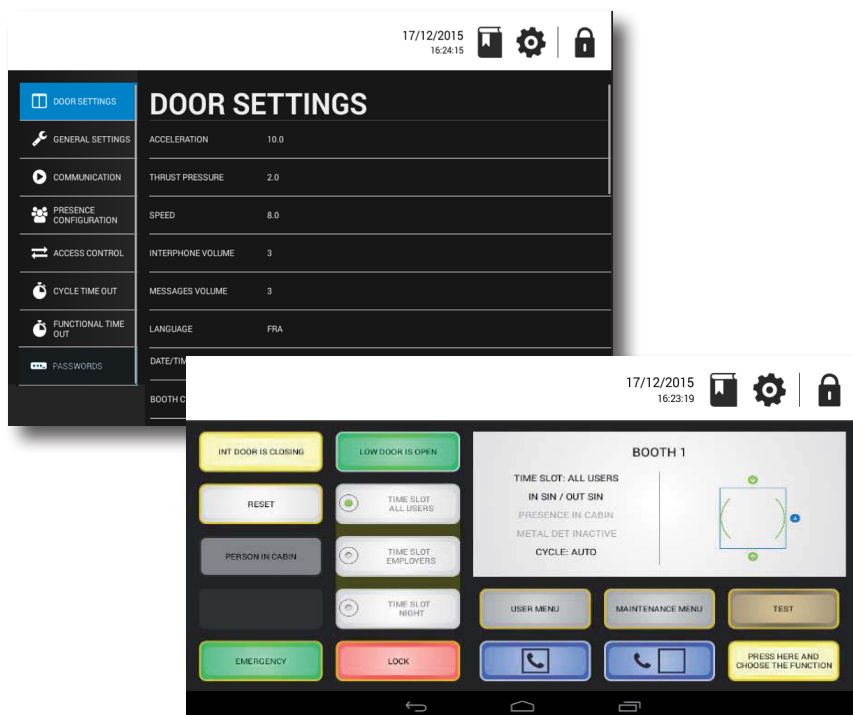 17/12/2015
16:24:15
DOOR SETTINGS
GENERAL SETTINGS
COMMUNICATION
PRESENCE
CONFIGURATION
ACCESS CONTROL
CYCLE TIME OUT
FUNCTIONAL TIME
OUT
PASSWORDS
DOOR SETTINGS
ACCELERATION 10.0
THRUST PRESSURE 2.0
SPEED 8.0
INTERPHONE VOLUME 3
MESSAGES VOLUME 3
LANGUAGE FRA
DATE/TIM
BOOTH C
17/12/2015
16:23:19
INT DOOR IS CLOSING
LOW DOOR IS OPEN
RESET
TIME SLOT
ALL USERS
PERSON IN CABIN
TIME SLOT
EMPLOYERS
TIME SLOT
NIGHT
EMERGENCY
LOCK
BOOTH 1
TIME SLOT: ALL USERS
IN SIN / OUT SIN
PRESENCE IN CABIN
METAL DET INACTIVE
CYCLE: AUTO
A
USER MENU
MAINTENANCE MENU
TEST
PRESS HERE AND
CHOOSE THE FUNCTION